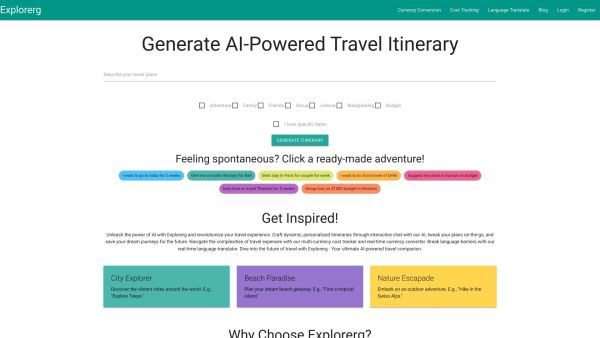 Explorerg
Currency Conversion Cost Tracking Language Translate Blog Login Register
Generate AI-Powered Travel Itinerary
Describe your travel plans
Adventure Family Friends Group Leisure Backpacking Budget
I have specific dates
GENERATE ITINERARY
Feeling spontaneous? Click a ready-made adventure!
I want to go to India for 2 weeks Give me a month itinerary for Bali Best stay in Paris for couple for week I want to do food travel of Delhi Suggest me place in Europe on budget
best time to travel Thailand for 2 weeks Group tour on $1000 budget in Vietnam
Get Inspired!
Unleash the power of AI with Explorerg and revolutionize your travel experience. Craft dynamic, personalized itineraries through interactive chat with our AI, tweak your plans on-the-go, and
save your dream journeys for the future. Navigate the complexities of travel expenses with our multi-currency cost tracker and real-time currency converter. Break language barriers with our
real-time language translator. Dive into the future of travel with Explorerg - Your ultimate AI-powered travel companion.
City Explorer
Discover the vibrant cities around the world. E.g.,
"Explore Tokyo."
Beach Paradise
Plan your dream beach getaway. E.g., "Find a tropical
island."
Nature Escapade
Embark on an outdoor adventure. E.g., "Hike in the
Swiss Alps."
Why Choose Explorerg?